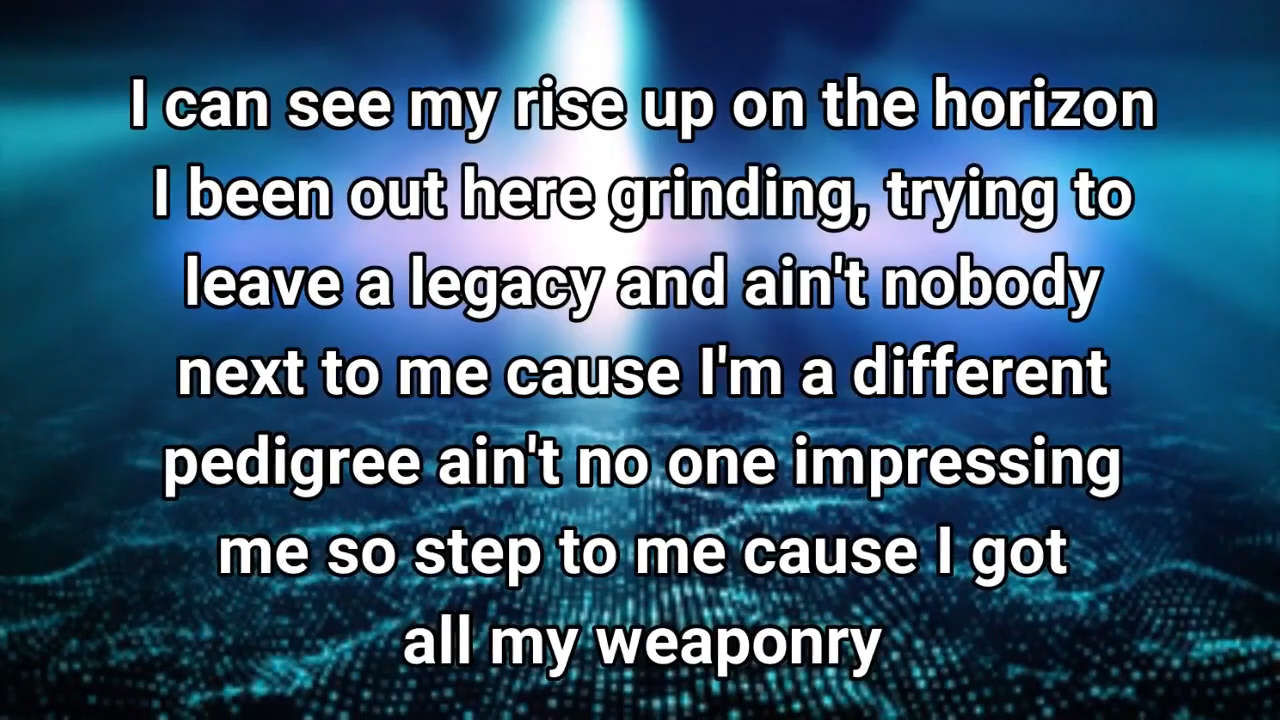 I can see my rise up on the horizon
I been out here grinding, trying to
leave a legacy and ain't nobody
next to me cause I'm a different
pedigree ain't no one impressing
me so step to me cause I got
all my weaponry